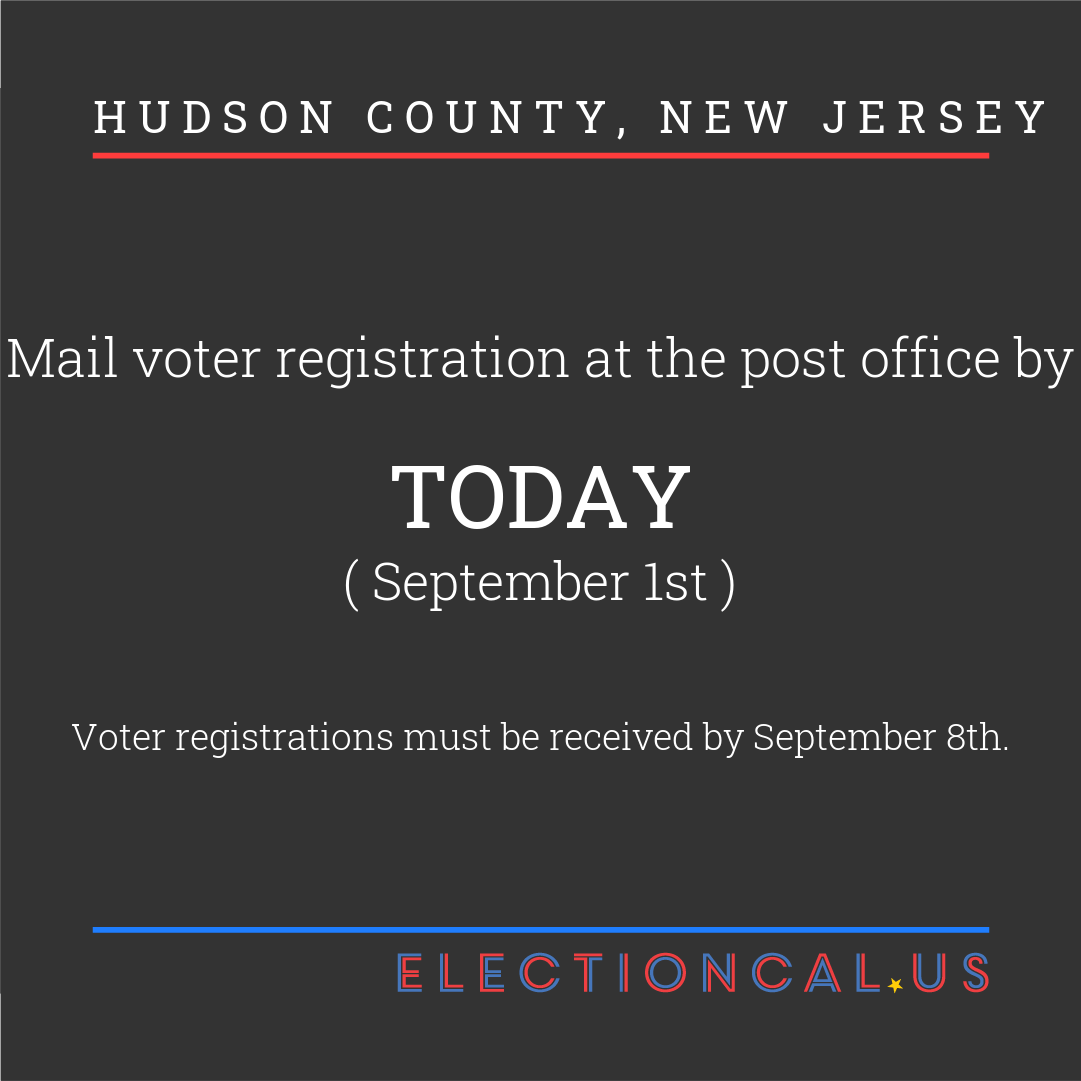 HUDSON COUNTY, NEW JERSEY
Mail voter registration at the post office by
TODAY
( September 1st )
Voter registrations must be received by September 8th.
ELECTIONCAL.US